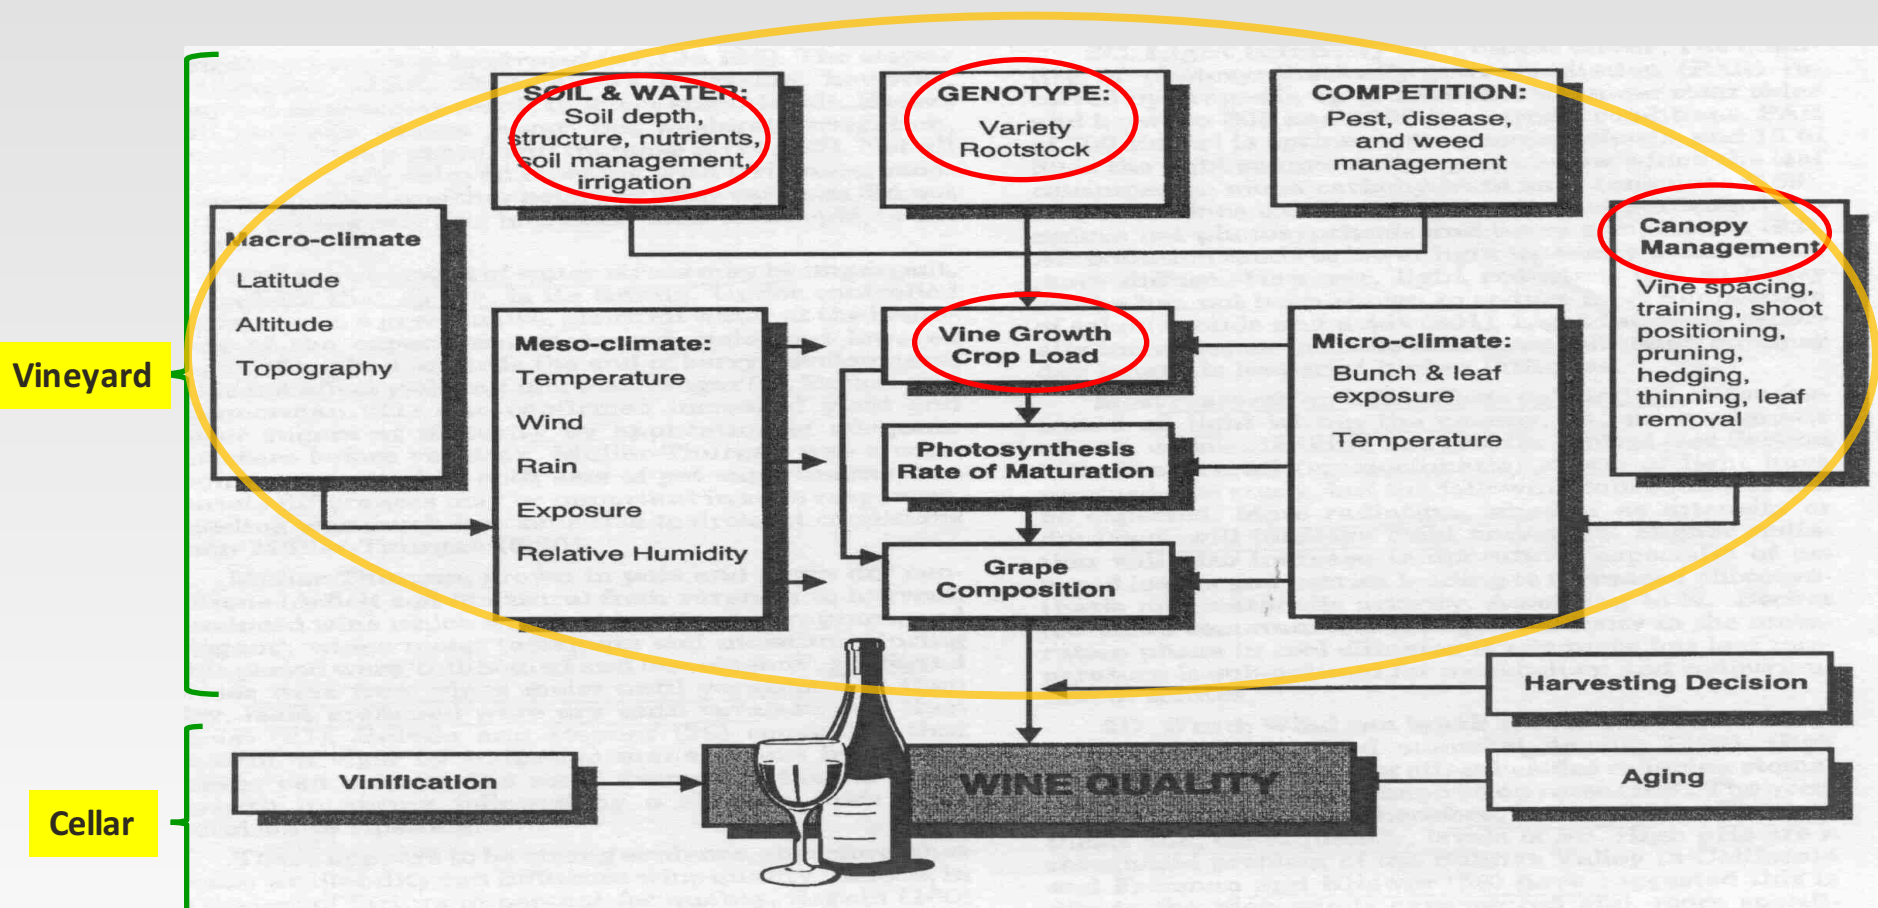 SOIL & WATER:
Soil depth,
structure, nutrients,
soil management,
irrigation
GENOTYPE:
Variety
Rootstock
COMPETITION:
Pest, disease,
and weed
management
Macro-climate
Latitude
Altitude
Topography
Canopy
Management
Vine spacing,
training, shoot
positioning,
pruning,
hedging,
thinning, leaf
removal
Meso-climate:
Temperature
Wind
Rain
Exposure
Relative Humidity
Vine Growth
Crop Load
Photosynthesis
Rate of Maturation
Grape
Composition
Micro-climate:
Bunch & leaf
exposure
Temperature
Vineyard
Harvesting Decision
Vinification
WINE QUALITY
Aging
Cellar